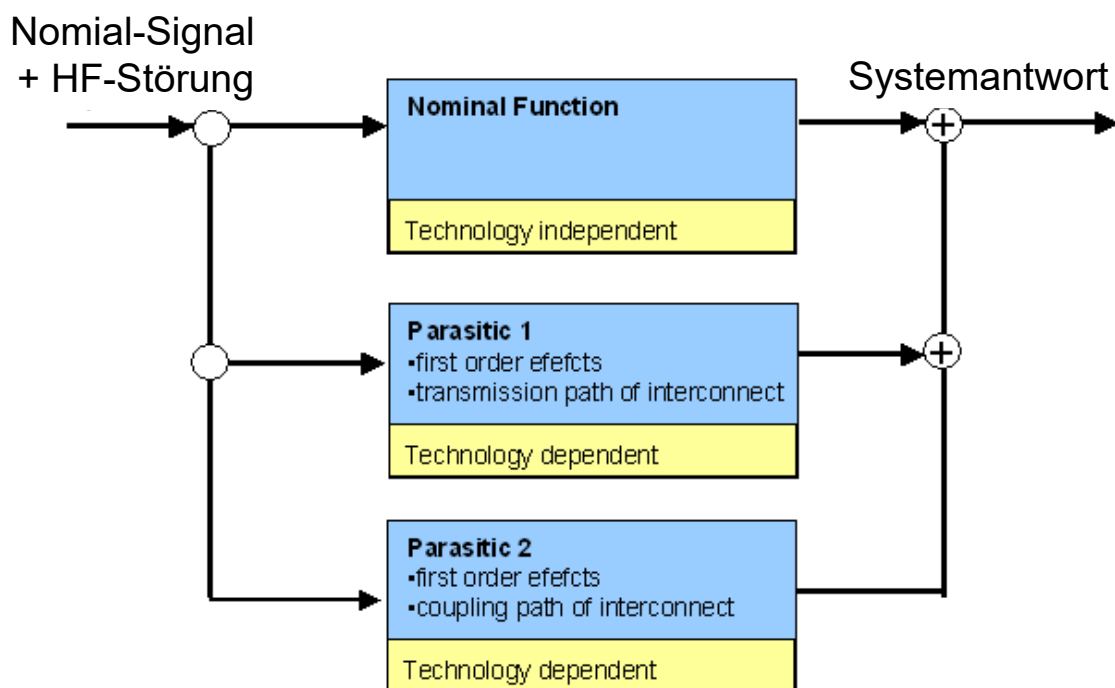 Nomial-Signal
+ HF-Störung
Systemantwort
Nominal Function
Technology independent
Parasitic 1
▪first order efefcts
▪transmission path of interconnect
Technology dependent
Parasitic 2
▪first order efefcts
▪coupling path of interconnect
Technology dependent